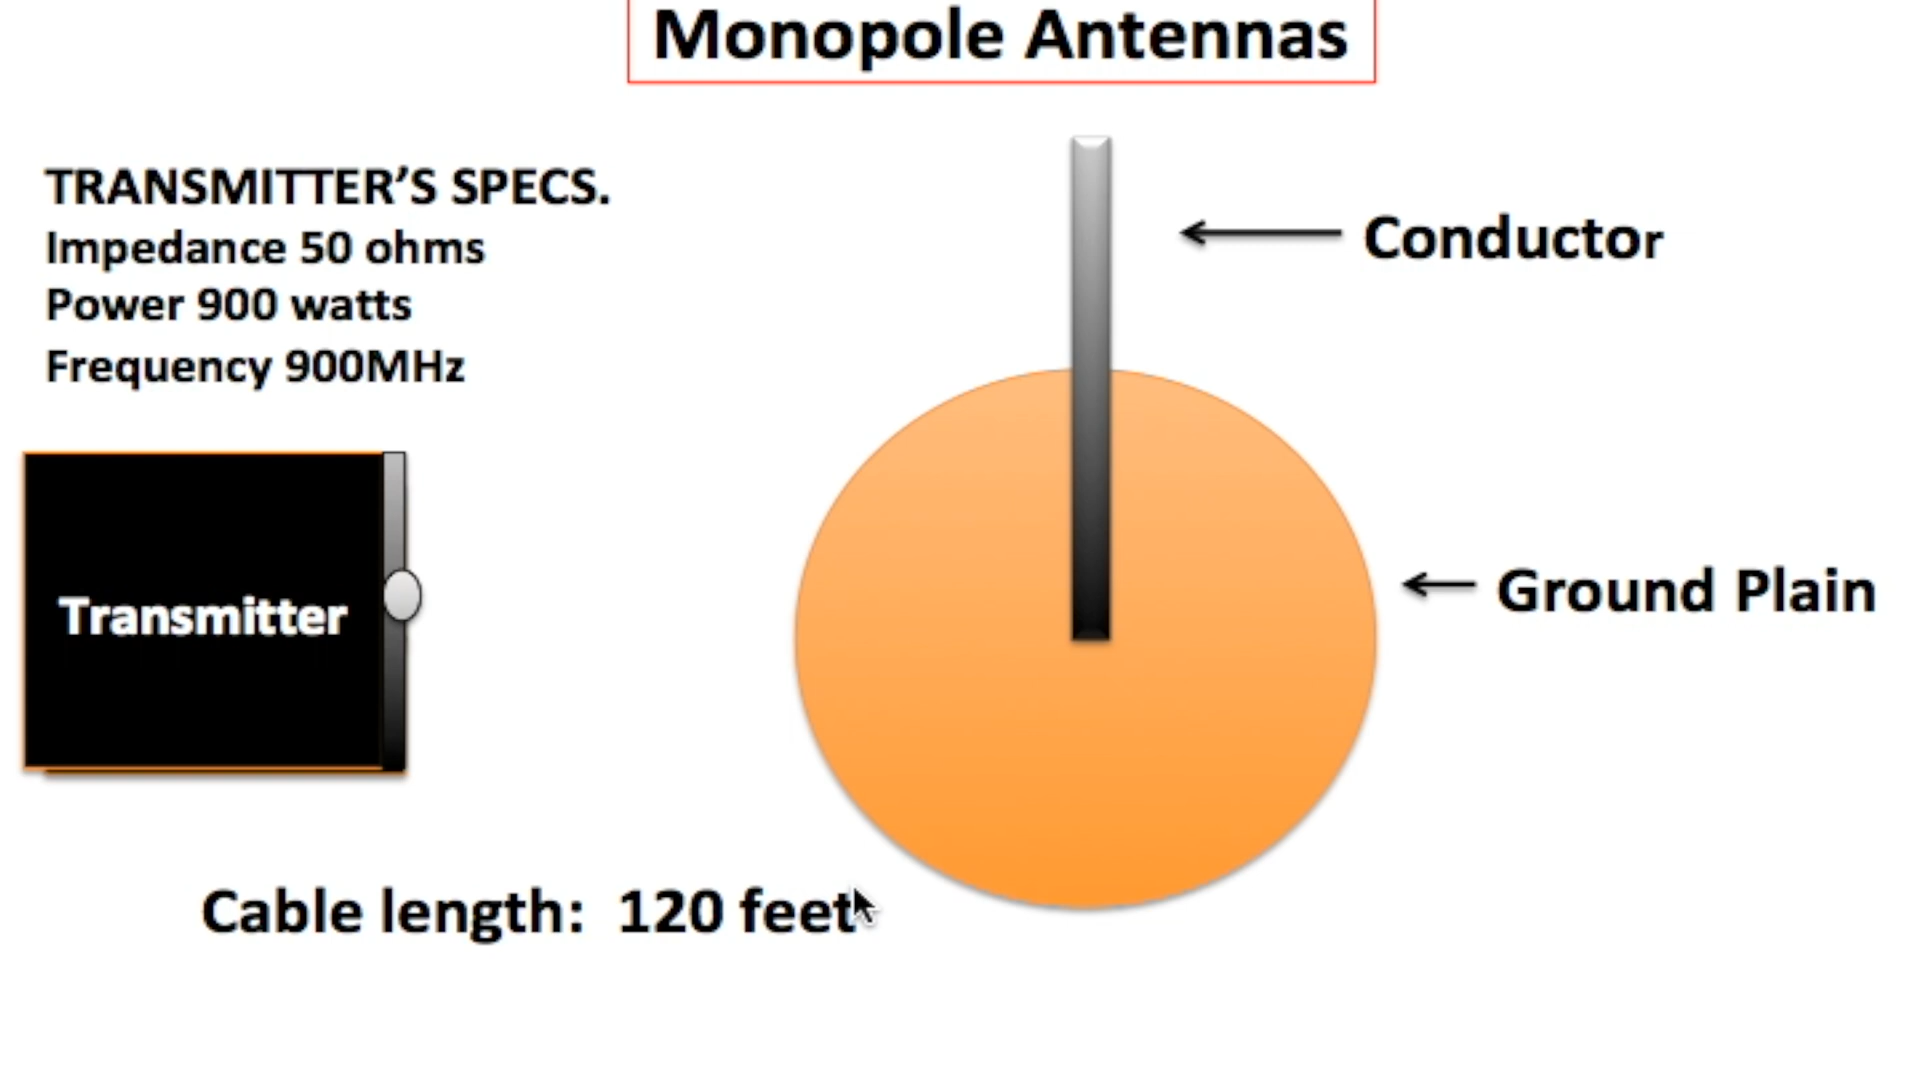 Monopole Antennas
TRANSMITTER’S SPECS.
Impedance 50 ohms
Power 900 watts
Frequency 900MHz
Conductor
Ground Plain
Transmitter
Cable length: 120 feet